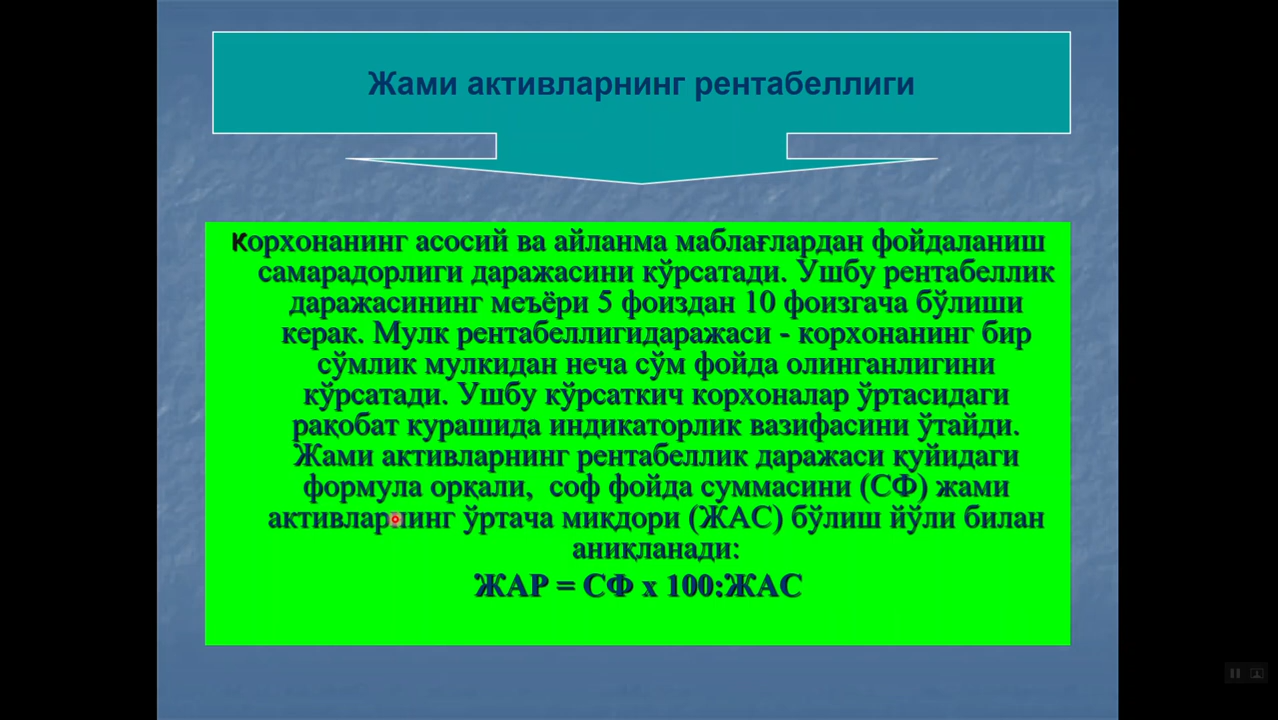 Жами активларнинг рентабеллиги
Корхонанинг асосий ва айланма маблағлардан фойдаланиш
самарадорлиги даражасини кўрсатади. Ушбу рентабеллик
даражасининг меъёри 5 фоиздан 10 фоизгача бўлиши
керак. Мулк рентабеллигидаражаси - корхонанинг бир
сўмлик мулкидан неча сўм фойда олинганлигини
кўрсатади. Ушбу кўрсаткич корхоналар ўртасидаги
рақобат курашида индикаторлик вазифасини ўтайди.
Жами активларнинг рентабеллик даражаси қуйидаги
формула орқали, соф фойда суммасини (СФ) жами
активларнинг ўртача миқдори (ЖАС) бўлиш йўли билан
аниқланади:
ЖАР = СФ х 100:ЖАС